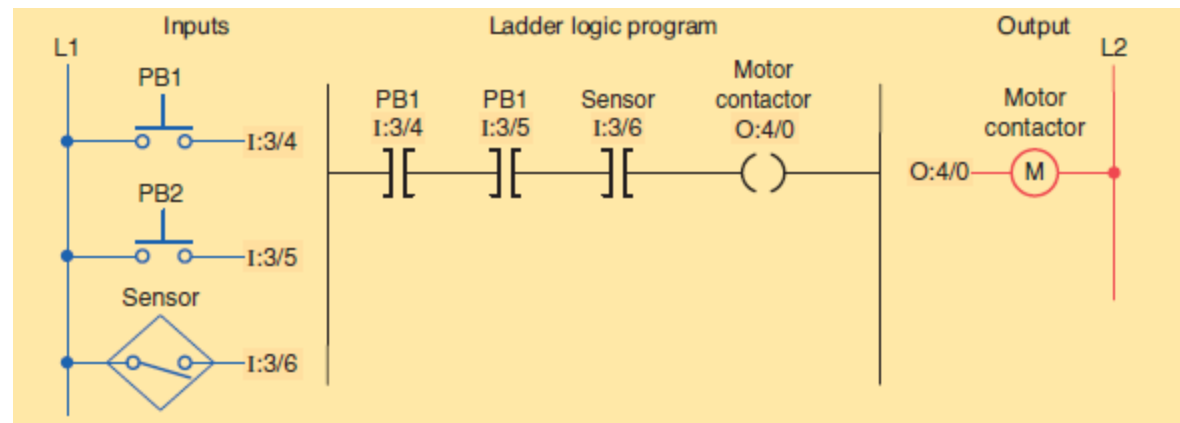 Inputs
Ladder logic program
Output
L1
L2
PB1
I:3/4
PB2
I:3/5
Sensor
I:3/6
PB1
I:3/4
PB1
I:3/5
Sensor
I:3/6
Motor
contactor
O:4/0
Motor
contactor
O:4/0
M